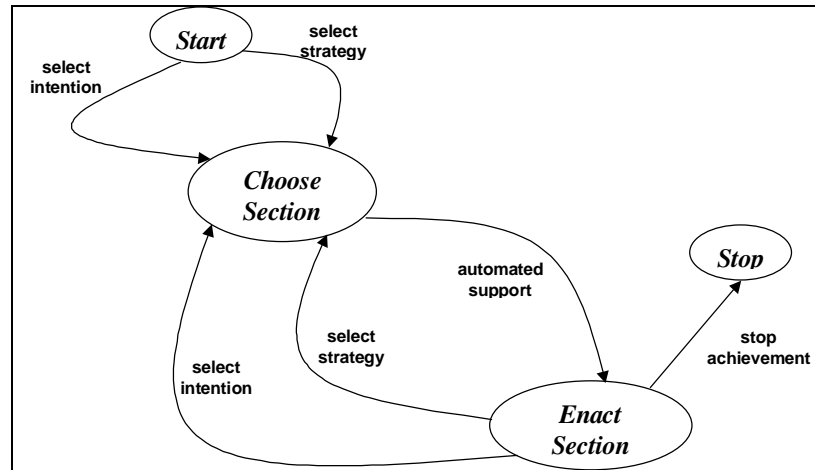 Start
select
strategy
select
intention
Choose
Section
Stop
automated
support
select
strategy
stop
achievement
select
intention
Enact
Section